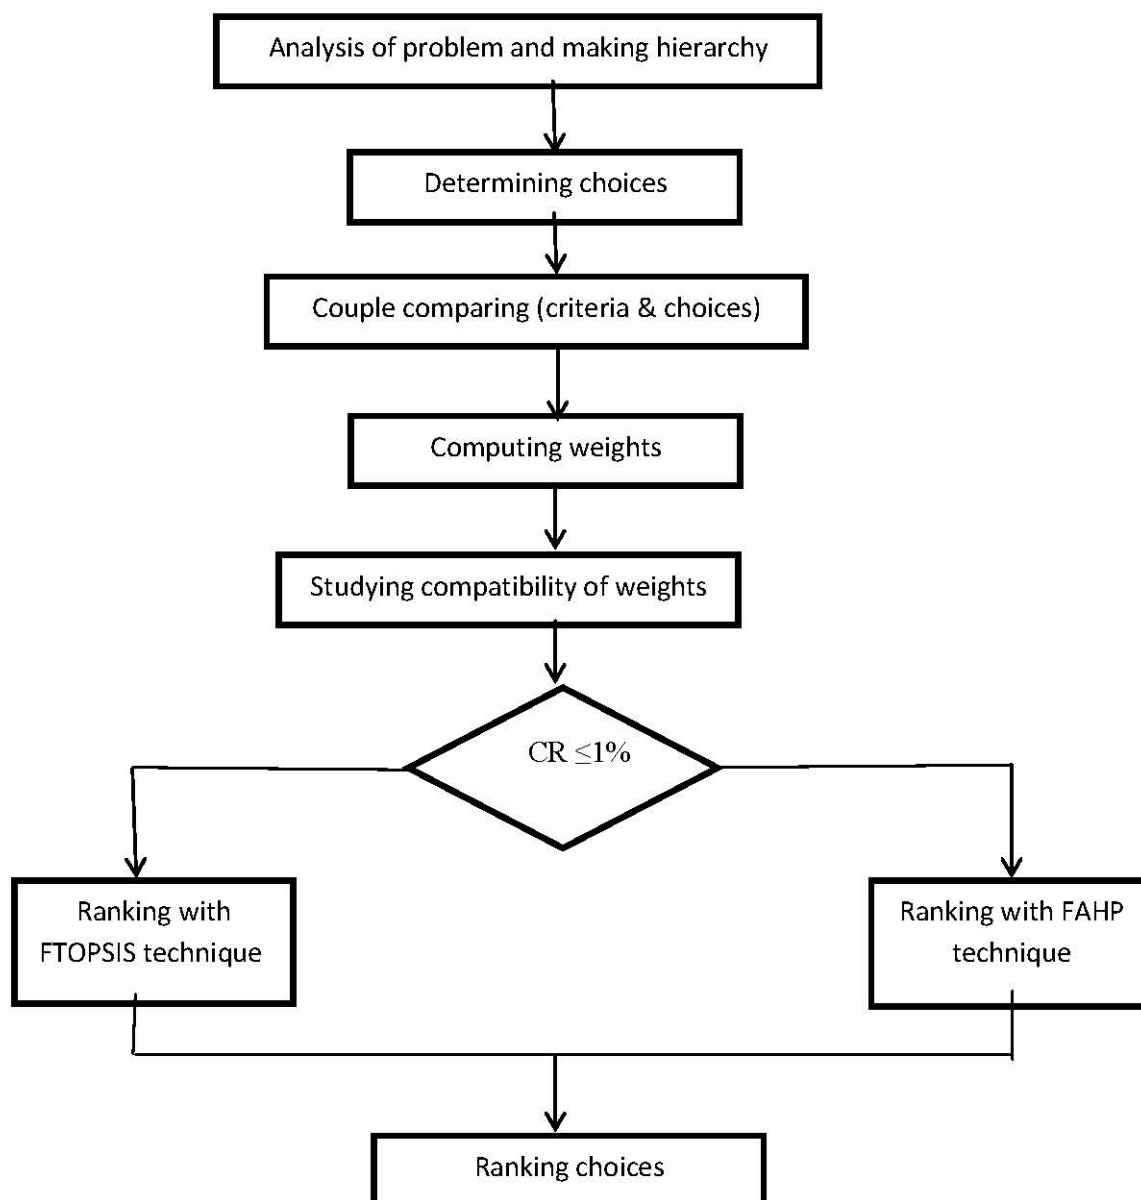 Analysis of problem and making hierarchy
Determining choices
Couple comparing (criteria & choices)
Computing weights
Studying compatibility of weights
CR ≤1%
Ranking with
FTOPSIS technique
Ranking with FAHP
technique
Ranking choices